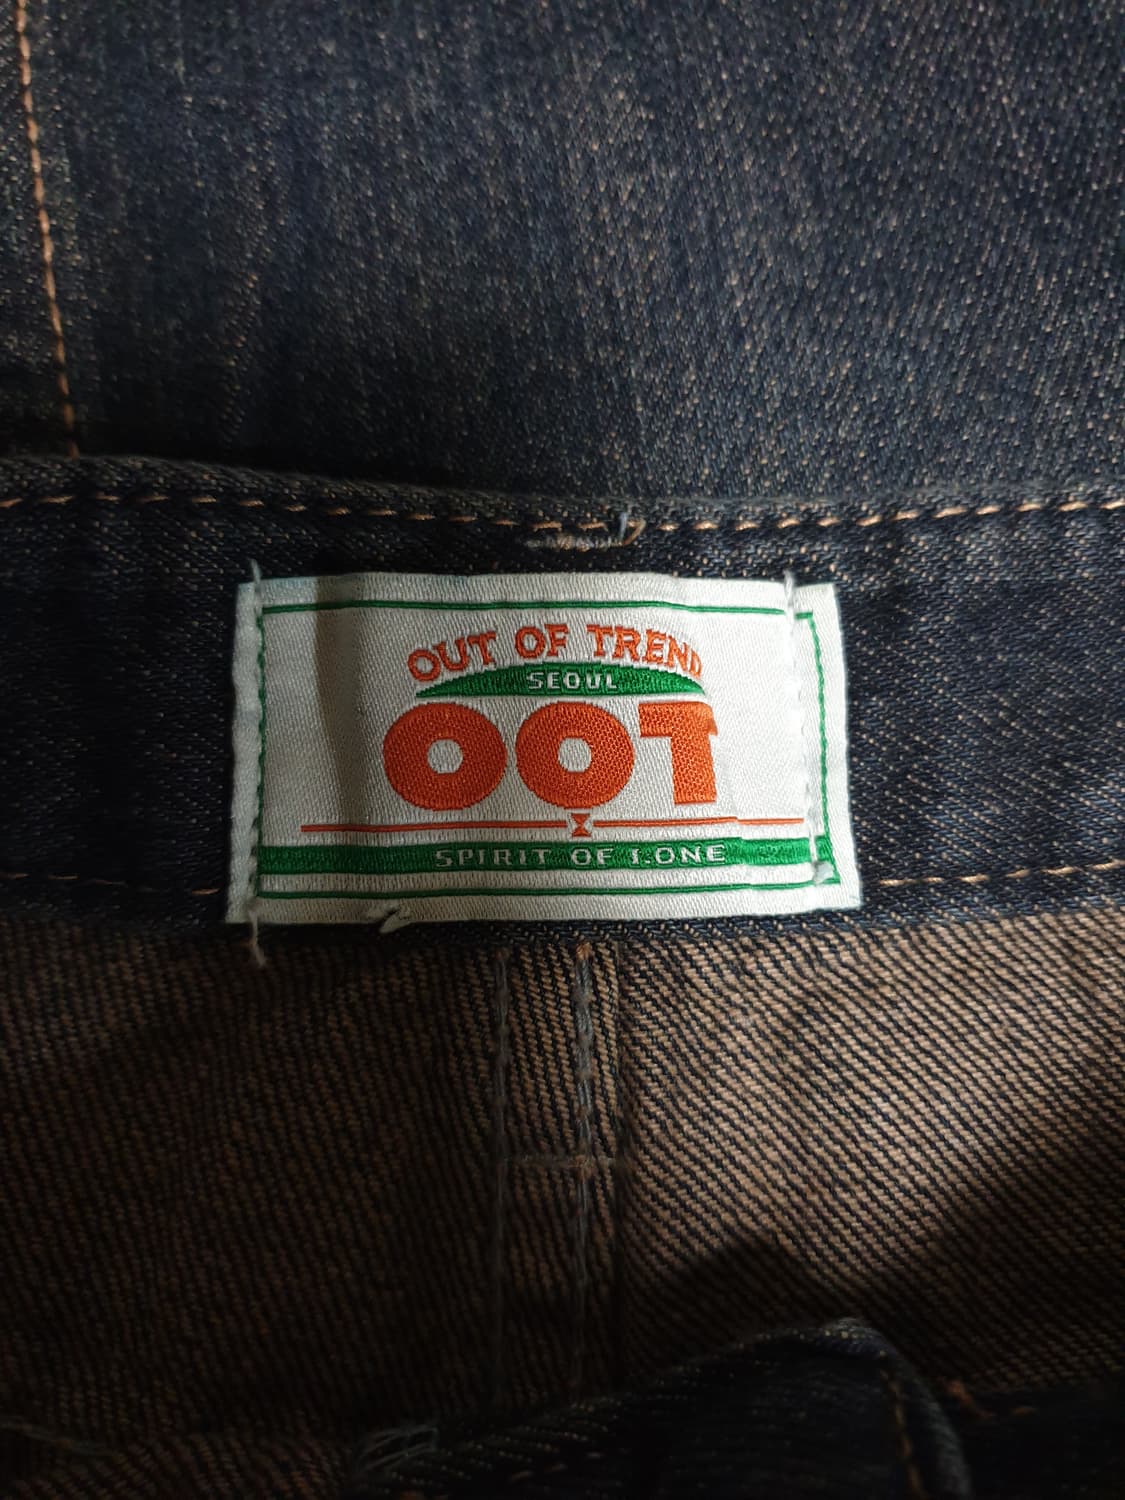 OUT OF TREND
SEOUL
OOT
SPIRIT OF I.ONE